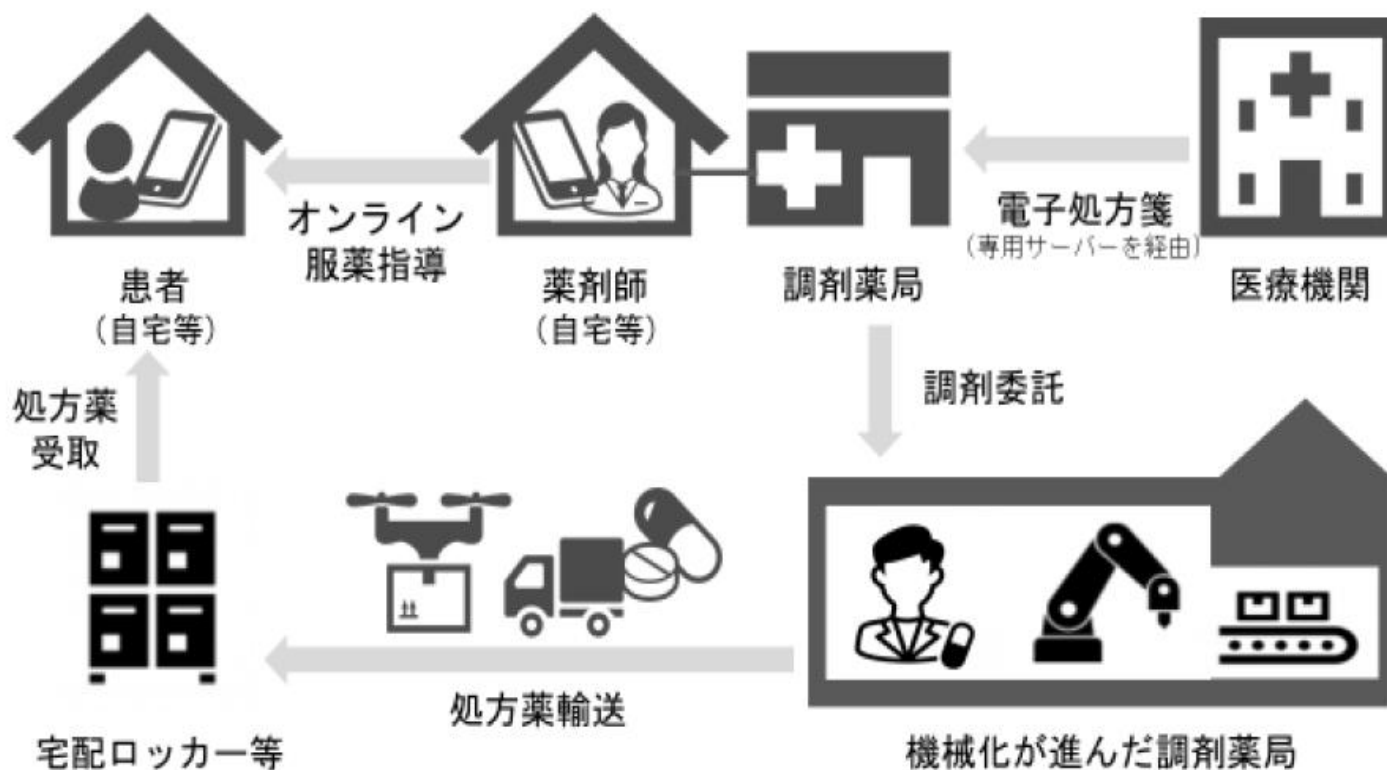 オンライン
服薬指導
電子処方箋
（専用サーバーを経由）
患者
（自宅等）
薬剤師
（自宅等）
調剤薬局
医療機関
処方薬
受取
調剤委託
処方薬輸送
宅配ロッカー等
機械化が進んだ調剤薬局